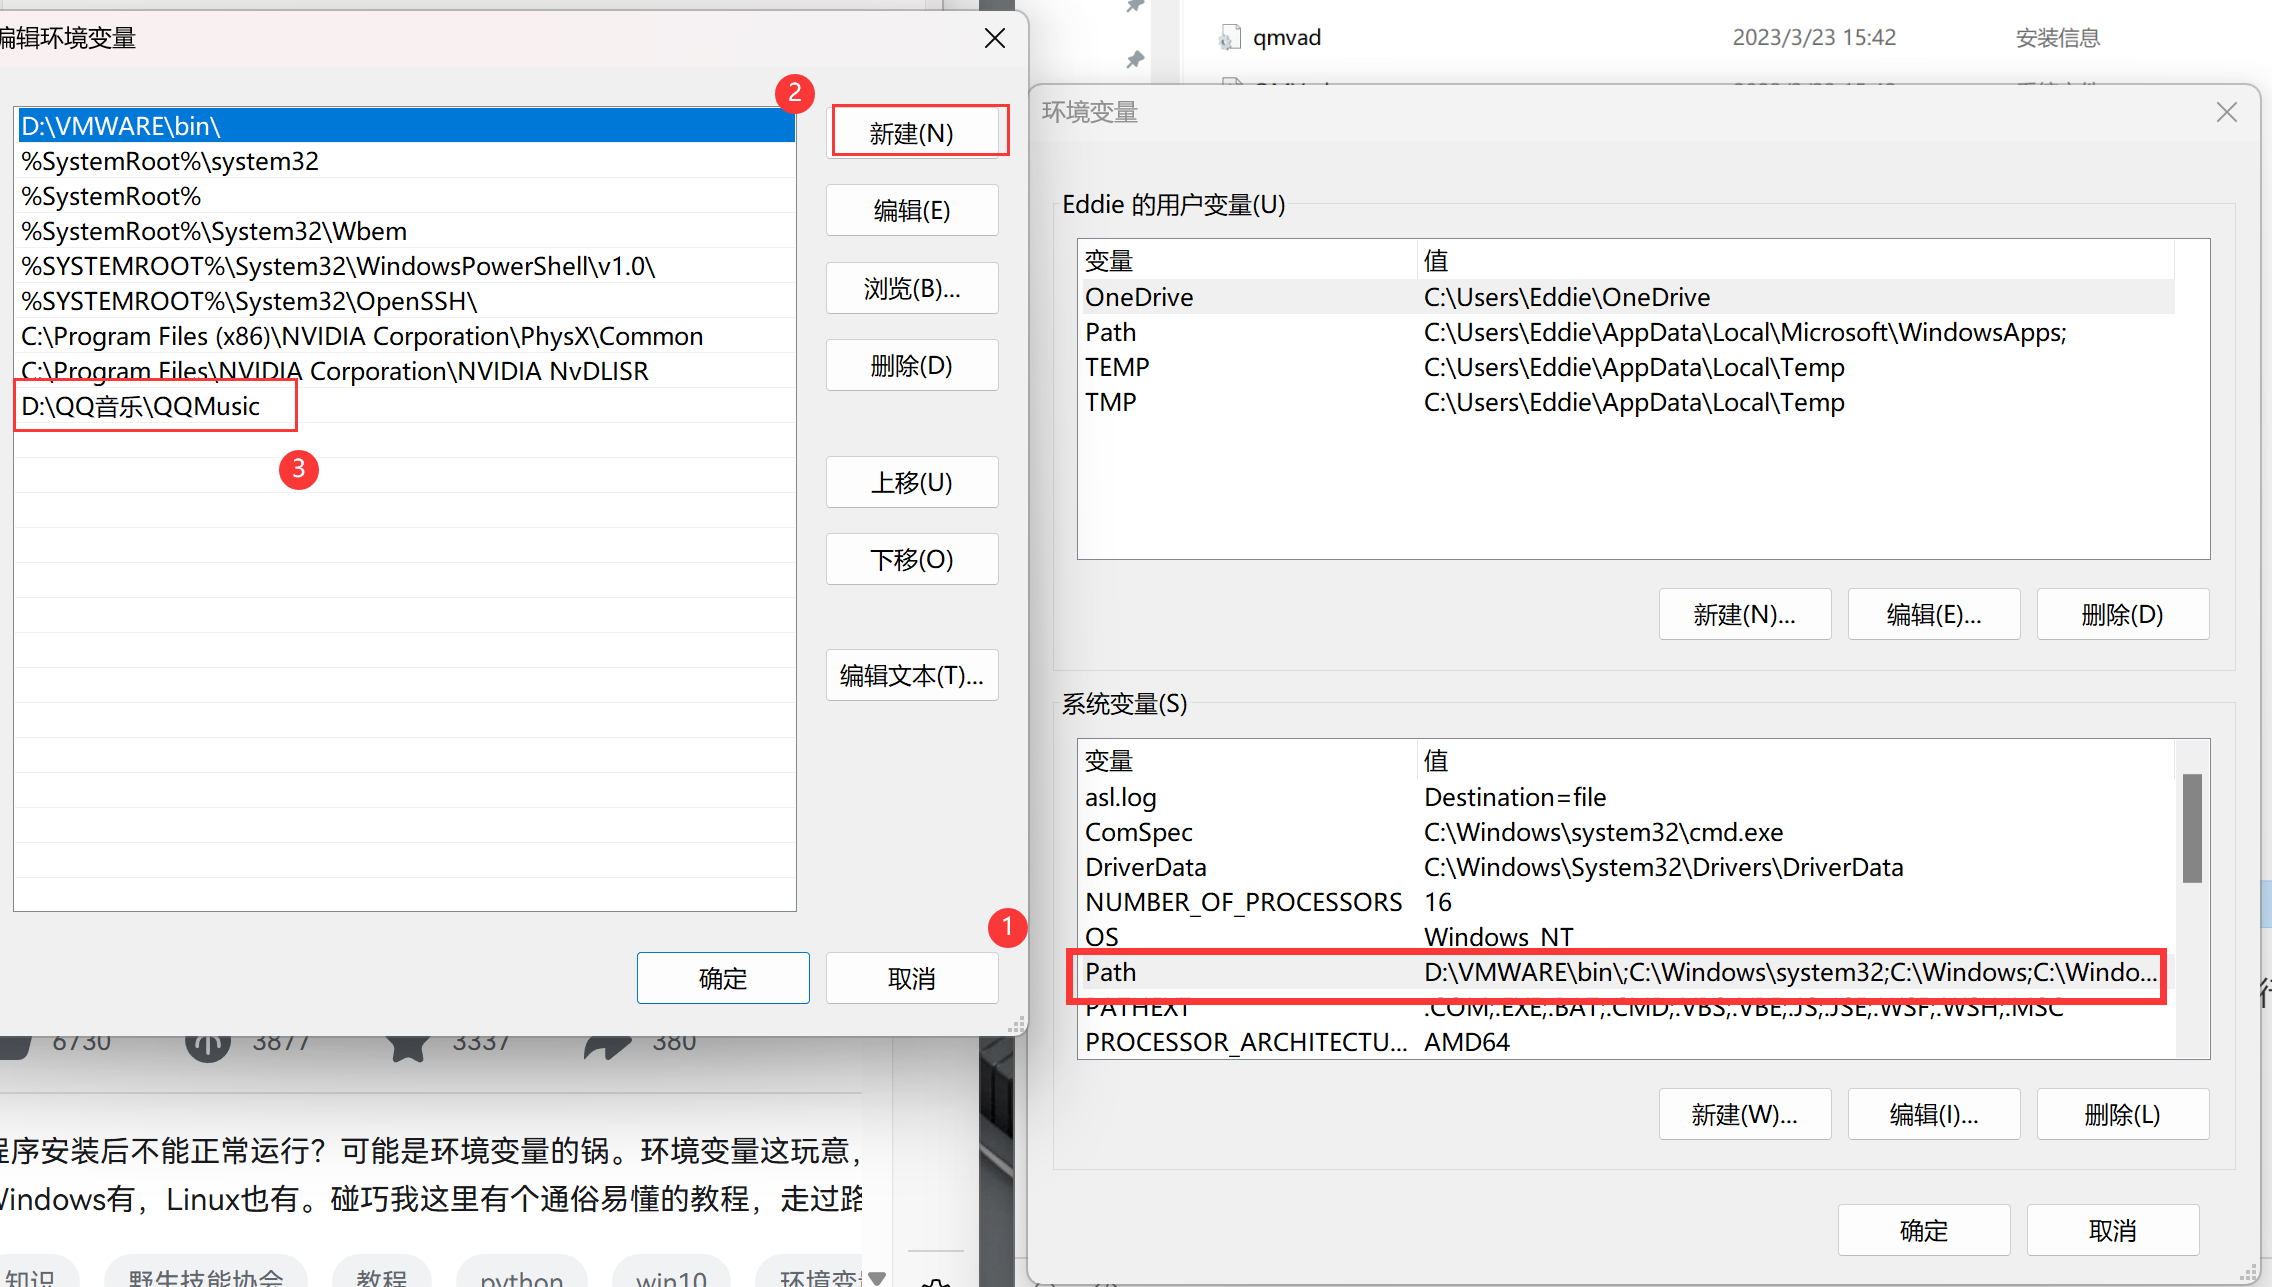 qmvad 2023/3/23 15:42 安装信息
编辑环境变量
2
D:\VMWARE\bin\
%SystemRoot%\system32
%SystemRoot%
%SystemRoot%\System32\Wbem
%SYSTEMROOT%\System32\WindowsPowerShell\v1.0\
%SYSTEMROOT%\System32\OpenSSH\
C:\Program Files (x86)\NVIDIA Corporation\PhysX\Common
C:\Program Files\NVIDIA Corporation\NVIDIA NvDLISR
D:\QQ音乐\QQMusic
3
新建(N)
编辑(E)
浏览(B)...
删除(D)
上移(U)
下移(O)
编辑文本(T)...
1
确定 取消
环境变量
Eddie 的用户变量(U)
变量 值
OneDrive C:\Users\Eddie\OneDrive
Path C:\Users\Eddie\AppData\Local\Microsoft\WindowsApps;
TEMP C:\Users\Eddie\AppData\Local\Temp
TMP C:\Users\Eddie\AppData\Local\Temp
新建(N)... 编辑(E)... 删除(D)
系统变量(S)
变量 值
asl.log Destination=file
ComSpec C:\Windows\system32\cmd.exe
DriverData C:\Windows\System32\Drivers\DriverData
NUMBER_OF_PROCESSORS 16
OS Windows_NT
Path D:\VMWARE\bin\;C:\Windows\system32;C:\Windows;C:\Windo...
PATHEXT .COM;.EXE;.BAT;.CMD;.VBS;.VBE;.JS;.JSE;.WSF;.WSH;.MSC
PROCESSOR_ARCHITECTU... AMD64
新建(W)... 编辑(I)... 删除(L)
确定 取消
6730 3877 3337 380
程序安装后不能正常运行？可能是环境变量的锅。环境变量这玩意，
Windows有，Linux也有。碰巧我这里有个通俗易懂的教程，走过路
知识 野生技能协会 教程 python win10 环境变
行